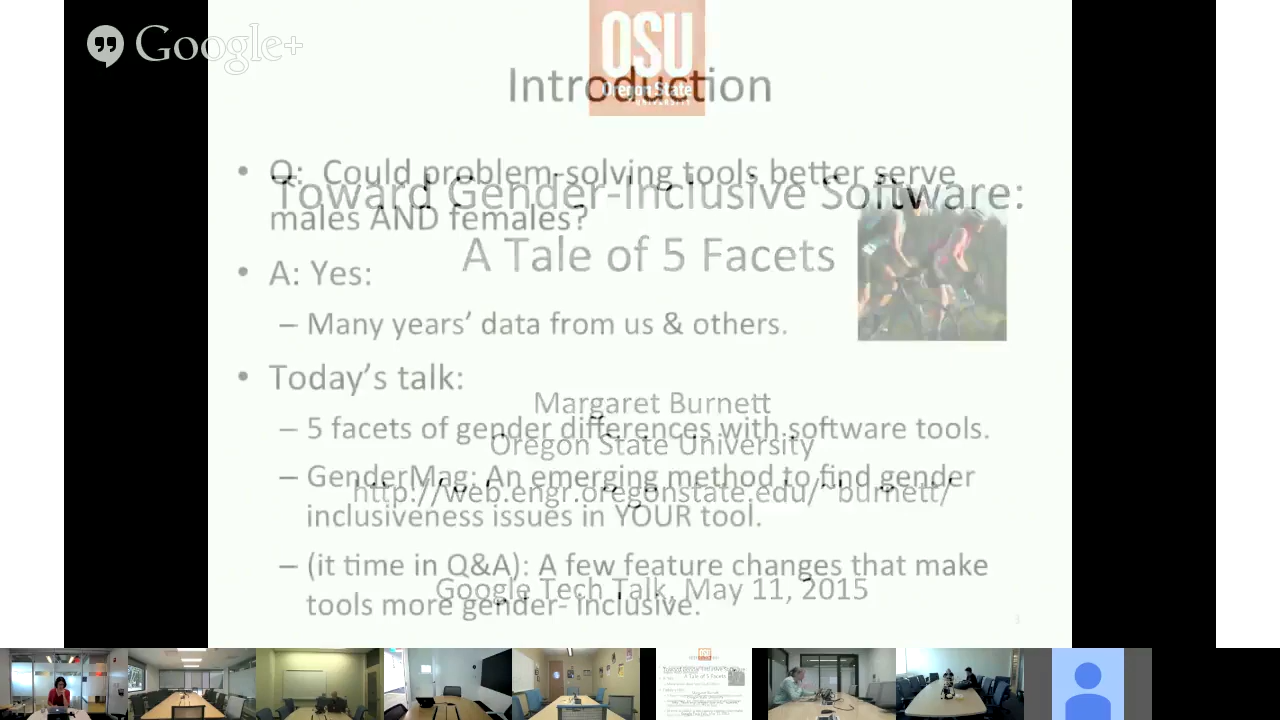 Google+
OSU
Oregon State
UNIVERSITY
Introduction
• Q: Could problem-solving tools better serve
males AND females?
Toward Gender-Inclusive Software:
A Tale of 5 Facets
• A: Yes:
– Many years’ data from us & others.
• Today’s talk:
Margaret Burnett
– 5 facets of gender differences with software tools.
Oregon State University
– GenderMag: An emerging method to find gender
http://web.engr.oregonstate.edu/~burnett/
inclusiveness issues in YOUR tool.
– (it time in Q&A): A few feature changes that make
Google Tech Talk, May 11, 2015
tools more gender- inclusive.
3